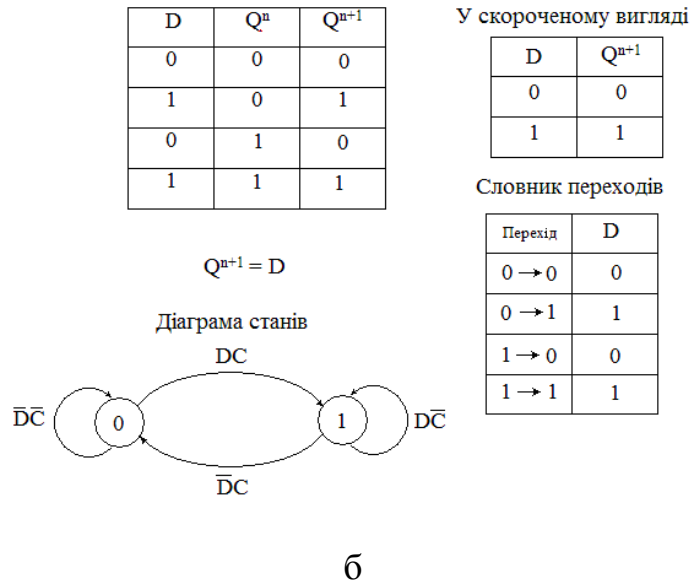 D Qⁿ Qⁿ⁺¹
0 0 0
1 0 1
0 1 0
1 1 1
У скороченому вигляді
D Qⁿ⁺¹
0 0
1 1
Словник переходів
Перехід D
0→0 0
0→1 1
1→0 0
1→1 1
Qⁿ⁺¹ = D
Діаграма станів
DC
D̅C̅ 0 1 DC̅
D̅C
б